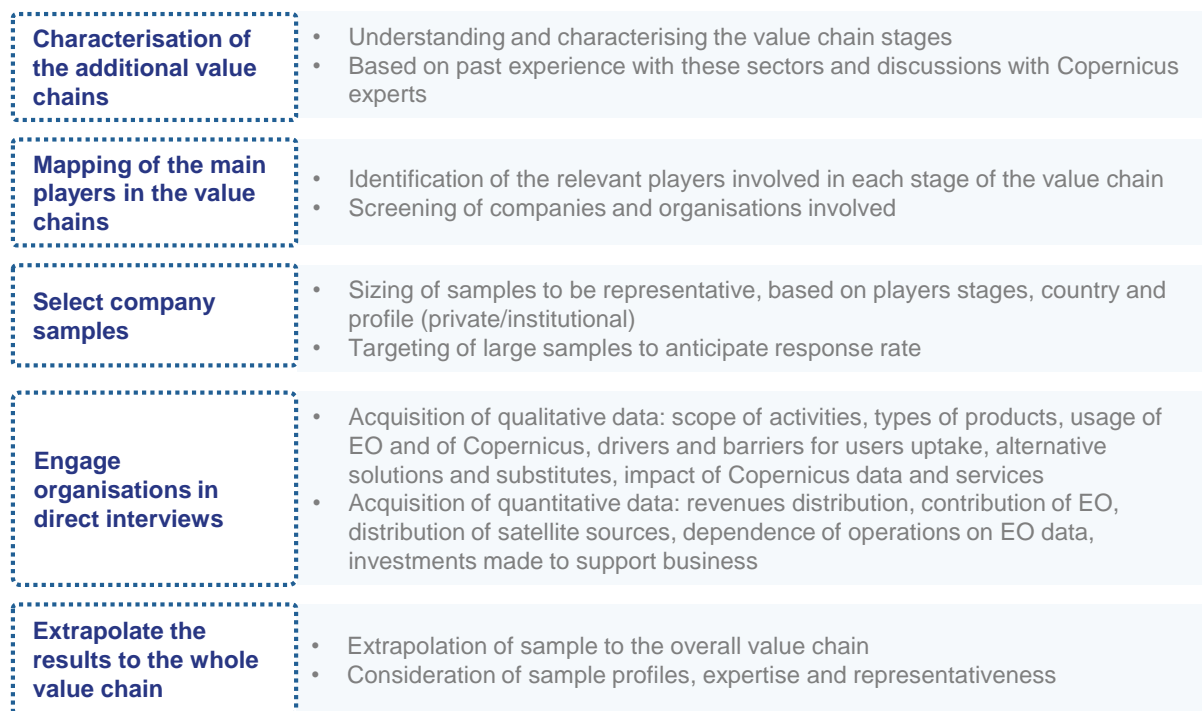 Characterisation of
the additional value
chains
• Understanding and characterising the value chain stages
• Based on past experience with these sectors and discussions with Copernicus
experts
Mapping of the main
players in the value
chains
• Identification of the relevant players involved in each stage of the value chain
• Screening of companies and organisations involved
Select company
samples
• Sizing of samples to be representative, based on players stages, country and
profile (private/institutional)
• Targeting of large samples to anticipate response rate
Engage
organisations in
direct interviews
• Acquisition of qualitative data: scope of activities, types of products, usage of
EO and of Copernicus, drivers and barriers for users uptake, alternative
solutions and substitutes, impact of Copernicus data and services
• Acquisition of quantitative data: revenues distribution, contribution of EO,
distribution of satellite sources, dependence of operations on EO data,
investments made to support business
Extrapolate the
results to the whole
value chain
• Extrapolation of sample to the overall value chain
• Consideration of sample profiles, expertise and representativeness